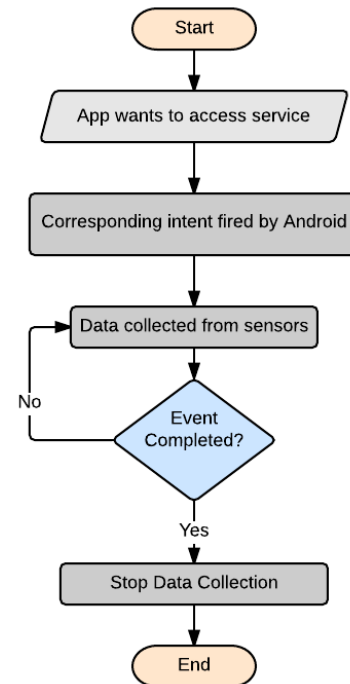 Start
App wants to access service
Corresponding intent fired by Android
Data collected from sensors
Event
Completed?
No
Yes
Stop Data Collection
End